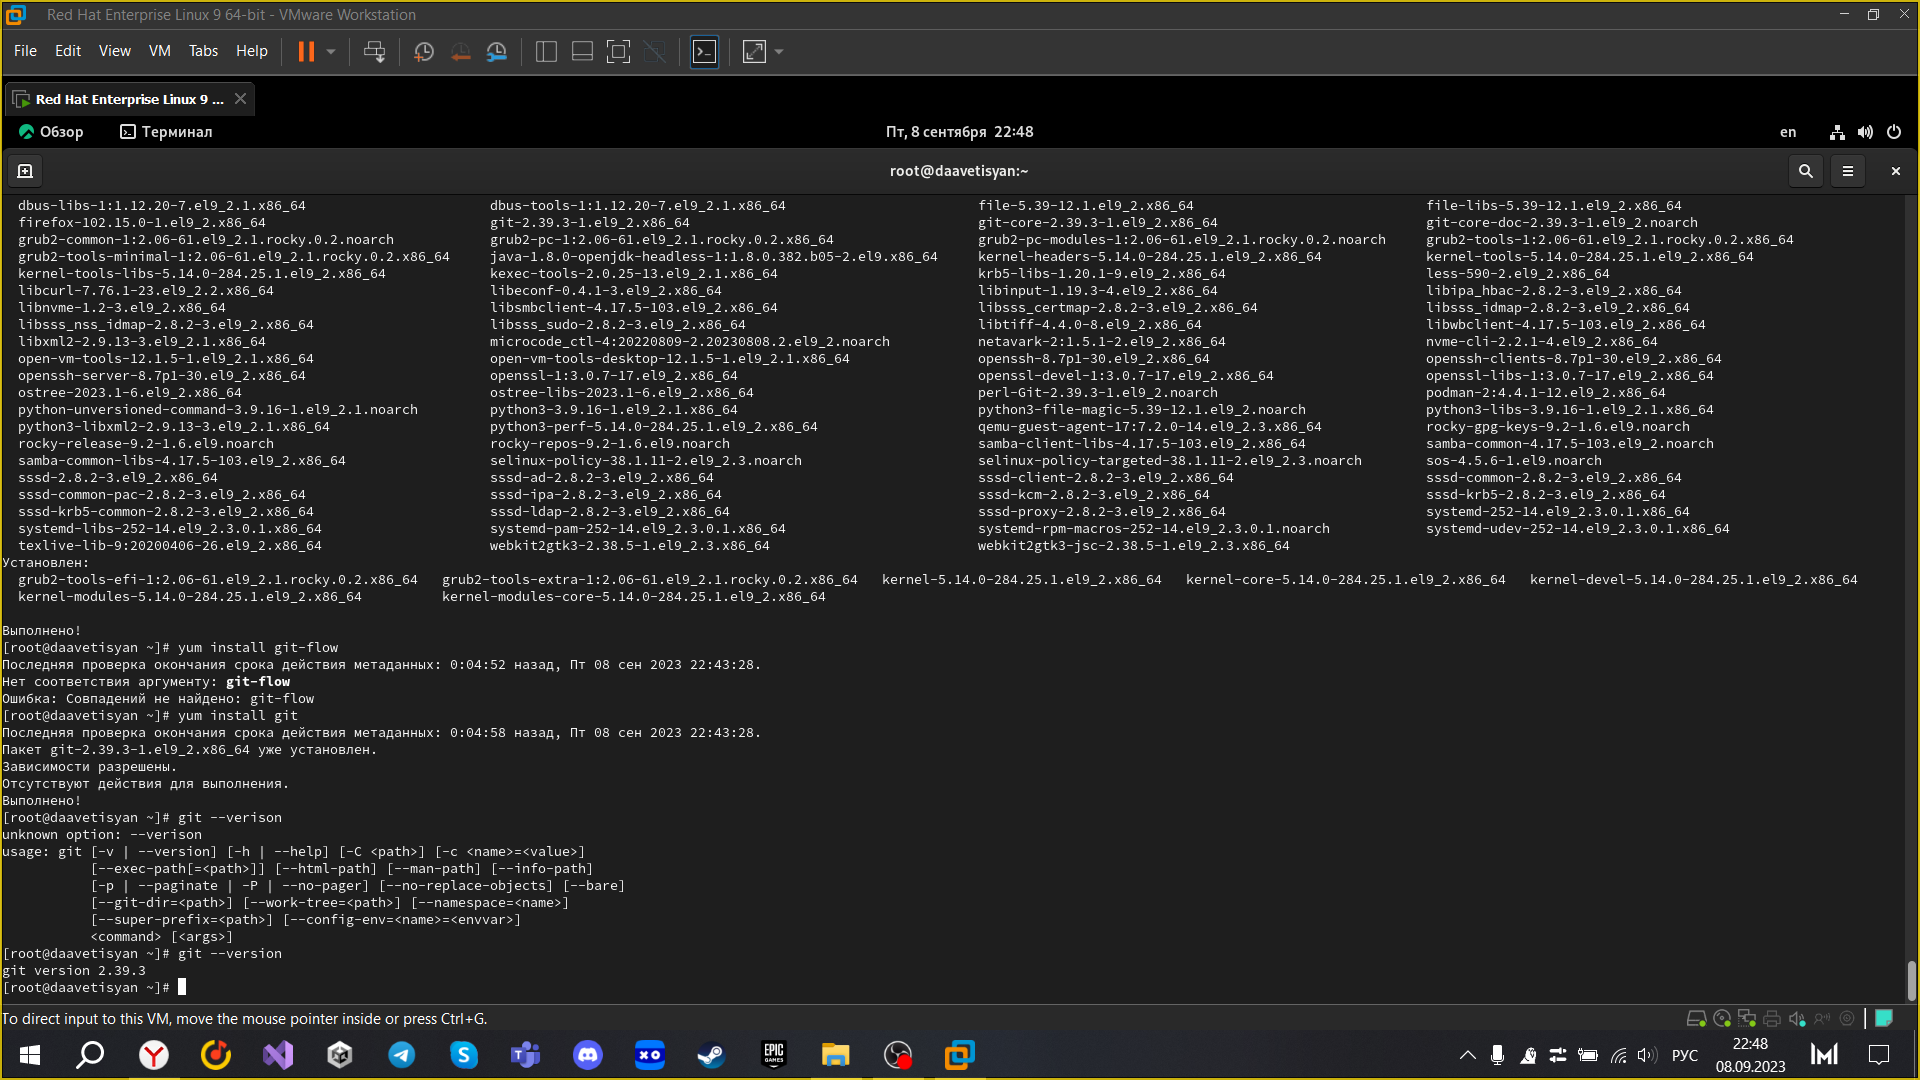 Red Hat Enterprise Linux 9 64-bit - VMware Workstation
File Edit View VM Tabs Help
Red Hat Enterprise Linux 9 ...
Обзор Терминал Пт, 8 сентября 22:48 en
root@daavetisyan:~
dbus-libs-1:1.12.20-7.el9_2.1.x86_64 dbus-tools-1:1.12.20-7.el9_2.1.x86_64 file-5.39-12.1.el9_2.x86_64 file-libs-5.39-12.1.el9_2.x86_64
firefox-102.15.0-1.el9_2.x86_64 git-2.39.3-1.el9_2.x86_64 git-core-2.39.3-1.el9_2.x86_64 git-core-doc-2.39.3-1.el9_2.noarch
grub2-common-1:2.06-61.el9_2.1.rocky.0.2.noarch grub2-pc-1:2.06-61.el9_2.1.rocky.0.2.x86_64 grub2-pc-modules-1:2.06-61.el9_2.1.rocky.0.2.noarch grub2-tools-1:2.06-61.el9_2.1.rocky.0.2.x86_64
grub2-tools-minimal-1:2.06-61.el9_2.1.rocky.0.2.x86_64 java-1.8.0-openjdk-headless-1:1.8.0.382.b05-2.el9.x86_64 kernel-headers-5.14.0-284.25.1.el9_2.x86_64 kernel-tools-5.14.0-284.25.1.el9_2.x86_64
kernel-tools-libs-5.14.0-284.25.1.el9_2.x86_64 kexec-tools-2.0.25-13.el9_2.1.x86_64 krb5-libs-1.20.1-9.el9_2.x86_64 less-590-2.el9_2.x86_64
libcurl-7.76.1-23.el9_2.2.x86_64 libeconf-0.4.1-3.el9_2.x86_64 libinput-1.19.3-4.el9_2.x86_64 libipa_hbac-2.8.2-3.el9_2.x86_64
libnvme-1.2-3.el9_2.x86_64 libsmbclient-4.17.5-103.el9_2.x86_64 libsss_certmap-2.8.2-3.el9_2.x86_64 libsss_idmap-2.8.2-3.el9_2.x86_64
libsss_nss_idmap-2.8.2-3.el9_2.x86_64 libsss_sudo-2.8.2-3.el9_2.x86_64 libtiff-4.4.0-8.el9_2.x86_64 libwbclient-4.17.5-103.el9_2.x86_64
libxml2-2.9.13-3.el9_2.1.x86_64 microcode_ctl-4:20220809-2.20230808.2.el9_2.noarch netavark-2:1.5.1-2.el9_2.x86_64 nvme-cli-2.2.1-4.el9_2.x86_64
open-vm-tools-12.1.5-1.el9_2.1.x86_64 open-vm-tools-desktop-12.1.5-1.el9_2.1.x86_64 openssh-8.7p1-30.el9_2.x86_64 openssh-clients-8.7p1-30.el9_2.x86_64
openssh-server-8.7p1-30.el9_2.x86_64 openssl-1:3.0.7-17.el9_2.x86_64 openssl-devel-1:3.0.7-17.el9_2.x86_64 openssl-libs-1:3.0.7-17.el9_2.x86_64
ostree-2023.1-6.el9_2.x86_64 ostree-libs-2023.1-6.el9_2.x86_64 perl-Git-2.39.3-1.el9_2.noarch podman-2:4.4.1-12.el9_2.x86_64
python-unversioned-command-3.9.16-1.el9_2.1.noarch python3-3.9.16-1.el9_2.1.x86_64 python3-file-magic-5.39-12.1.el9_2.noarch python3-libs-3.9.16-1.el9_2.1.x86_64
python3-libxml2-2.9.13-3.el9_2.1.x86_64 python3-perf-5.14.0-284.25.1.el9_2.x86_64 qemu-guest-agent-17:7.2.0-14.el9_2.3.x86_64 rocky-gpg-keys-9.2-1.6.el9.noarch
rocky-release-9.2-1.6.el9.noarch rocky-repos-9.2-1.6.el9.noarch samba-client-libs-4.17.5-103.el9_2.x86_64 samba-common-4.17.5-103.el9_2.noarch
samba-common-libs-4.17.5-103.el9_2.x86_64 selinux-policy-38.1.11-2.el9_2.3.noarch selinux-policy-targeted-38.1.11-2.el9_2.3.noarch sos-4.5.6-1.el9.noarch
sssd-2.8.2-3.el9_2.x86_64 sssd-ad-2.8.2-3.el9_2.x86_64 sssd-client-2.8.2-3.el9_2.x86_64 sssd-common-2.8.2-3.el9_2.x86_64
sssd-common-pac-2.8.2-3.el9_2.x86_64 sssd-ipa-2.8.2-3.el9_2.x86_64 sssd-kcm-2.8.2-3.el9_2.x86_64 sssd-krb5-2.8.2-3.el9_2.x86_64
sssd-krb5-common-2.8.2-3.el9_2.x86_64 sssd-ldap-2.8.2-3.el9_2.x86_64 sssd-proxy-2.8.2-3.el9_2.x86_64 systemd-252-14.el9_2.3.0.1.x86_64
systemd-libs-252-14.el9_2.3.0.1.x86_64 systemd-pam-252-14.el9_2.3.0.1.x86_64 systemd-rpm-macros-252-14.el9_2.3.0.1.noarch systemd-udev-252-14.el9_2.3.0.1.x86_64
texlive-lib-9:20200406-26.el9_2.x86_64 webkit2gtk3-2.38.5-1.el9_2.3.x86_64 webkit2gtk3-jsc-2.38.5-1.el9_2.3.x86_64
Установлен:
grub2-tools-efi-1:2.06-61.el9_2.1.rocky.0.2.x86_64 grub2-tools-extra-1:2.06-61.el9_2.1.rocky.0.2.x86_64 kernel-5.14.0-284.25.1.el9_2.x86_64 kernel-core-5.14.0-284.25.1.el9_2.x86_64 kernel-devel-5.14.0-284.25.1.el9_2.x86_64
kernel-modules-5.14.0-284.25.1.el9_2.x86_64 kernel-modules-core-5.14.0-284.25.1.el9_2.x86_64
Выполнено!
[root@daavetisyan ~]# yum install git-flow
Последняя проверка окончания срока действия метаданных: 0:04:52 назад, Пт 08 сен 2023 22:43:28.
Нет соответствия аргументу: git-flow
Ошибка: Совпадений не найдено: git-flow
[root@daavetisyan ~]# yum install git
Последняя проверка окончания срока действия метаданных: 0:04:58 назад, Пт 08 сен 2023 22:43:28.
Пакет git-2.39.3-1.el9_2.x86_64 уже установлен.
Зависимости разрешены.
Отсутствуют действия для выполнения.
Выполнено!
[root@daavetisyan ~]# git --verison
unknown option: --verison
usage: git [-v | --version] [-h | --help] [-C <path>] [-c <name>=<value>]
[--exec-path[=<path>]] [--html-path] [--man-path] [--info-path]
[-p | --paginate | -P | --no-pager] [--no-replace-objects] [--bare]
[--git-dir=<path>] [--work-tree=<path>] [--namespace=<name>]
[--super-prefix=<path>] [--config-env=<name>=<envvar>]
<command> [<args>]
[root@daavetisyan ~]# git --version
git version 2.39.3
[root@daavetisyan ~]#
To direct input to this VM, move the mouse pointer inside or press Ctrl+G.
EPIC GAMES
РУС
22:48
08.09.2023